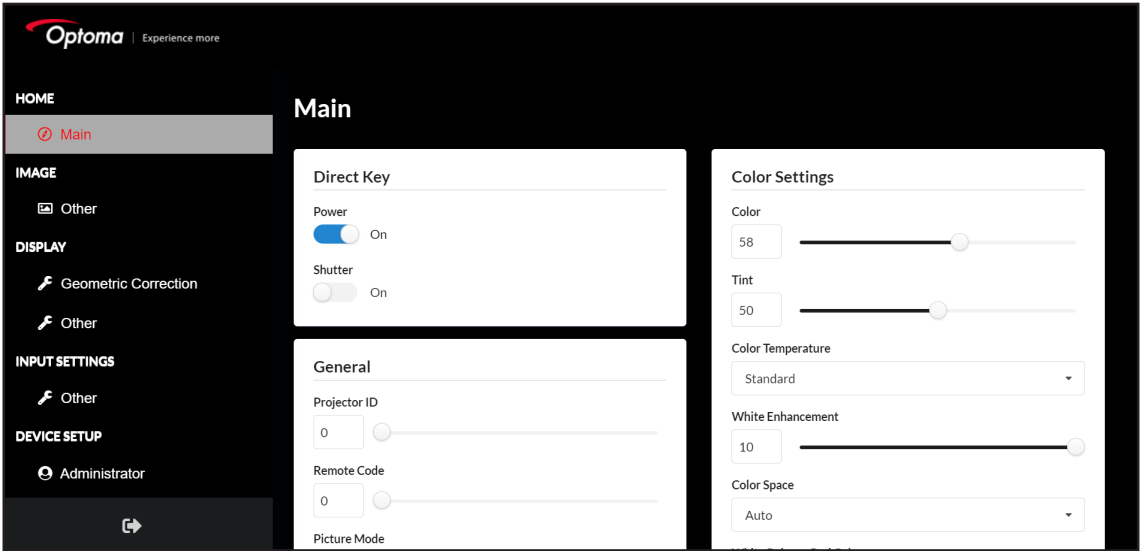 Optoma | Experience more
HOME
Main
IMAGE
Other
DISPLAY
Geometric Correction
Other
INPUT SETTINGS
Other
DEVICE SETUP
Administrator
Main
Direct Key
Power
On
Shutter
On
General
Projector ID
0
Remote Code
0
Picture Mode
Color Settings
Color
58
Tint
50
Color Temperature
Standard
White Enhancement
10
Color Space
Auto